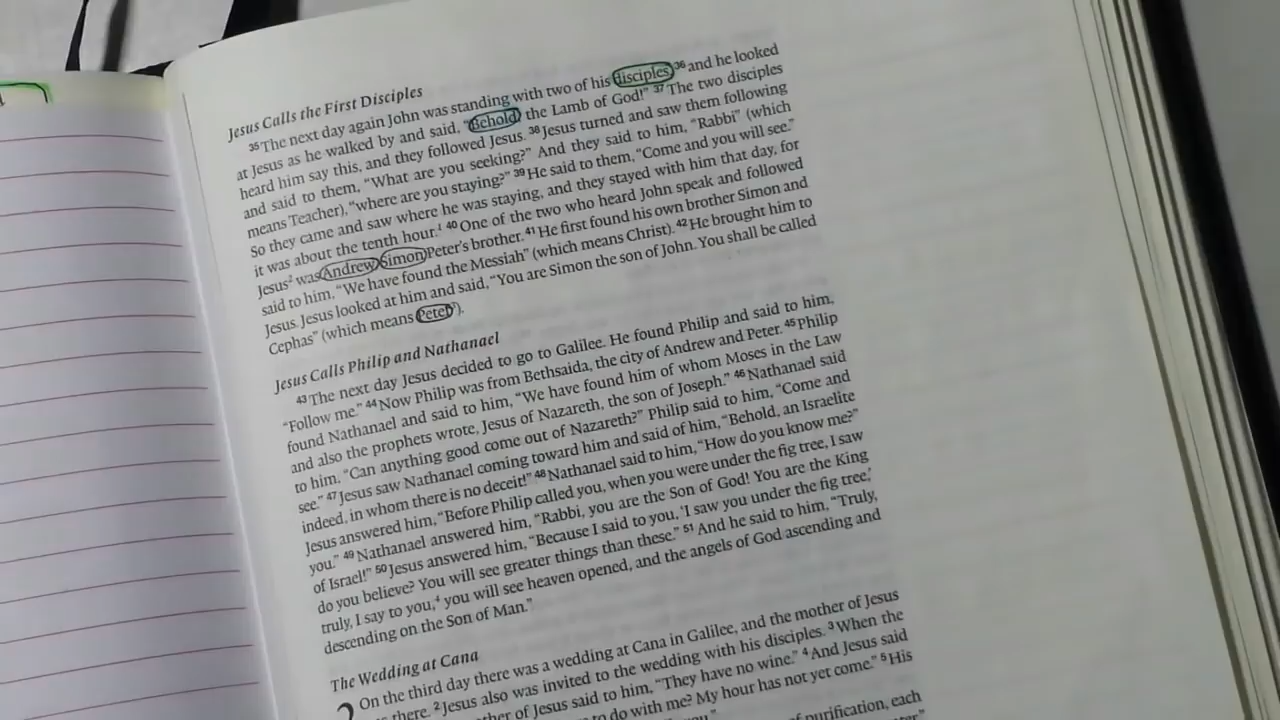 Jesus Calls the First Disciples
35 The next day again John was standing with two of his disciples, 36 and he looked
at Jesus as he walked by and said, “Behold, the Lamb of God!” 37 The two disciples
heard him say this, and they followed Jesus. 38 Jesus turned and saw them following
and said to them, “What are you seeking?” And they said to him, “Rabbi” (which
means Teacher), “where are you staying?” 39 He said to them, “Come and you will see.”
So they came and saw where he was staying, and they stayed with him that day, for
it was about the tenth hour.1 40 One of the two who heard John speak and followed
Jesus2 was Andrew, Simon Peter’s brother. 41 He first found his own brother Simon and
said to him, “We have found the Messiah” (which means Christ). 42 He brought him to
Jesus. Jesus looked at him and said, “You are Simon the son of John. You shall be called
Cephas” (which means Peter3).
Jesus Calls Philip and Nathanael
43 The next day Jesus decided to go to Galilee. He found Philip and said to him,
“Follow me.” 44 Now Philip was from Bethsaida, the city of Andrew and Peter. 45 Philip
found Nathanael and said to him, “We have found him of whom Moses in the Law
and also the prophets wrote, Jesus of Nazareth, the son of Joseph.” 46 Nathanael said
to him, “Can anything good come out of Nazareth?” Philip said to him, “Come and
see.” 47 Jesus saw Nathanael coming toward him and said of him, “Behold, an Israelite
indeed, in whom there is no deceit!” 48 Nathanael said to him, “How do you know me?”
Jesus answered him, “Before Philip called you, when you were under the fig tree, I saw
you.” 49 Nathanael answered him, “Rabbi, you are the Son of God! You are the King
of Israel!” 50 Jesus answered him, “Because I said to you, ‘I saw you under the fig tree,’
do you believe? You will see greater things than these.” 51 And he said to him, “Truly,
truly, I say to you,4 you will see heaven opened, and the angels of God ascending and
descending on the Son of Man.”
The Wedding at Cana
2 On the third day there was a wedding at Cana in Galilee, and the mother of Jesus
there. 2 Jesus also was invited to the wedding with his disciples. 3 When the
of Jesus said to him, “They have no wine.” 4 And Jesus said
to do with me? My hour has not yet come.” 5 His
you.”
of purification, each